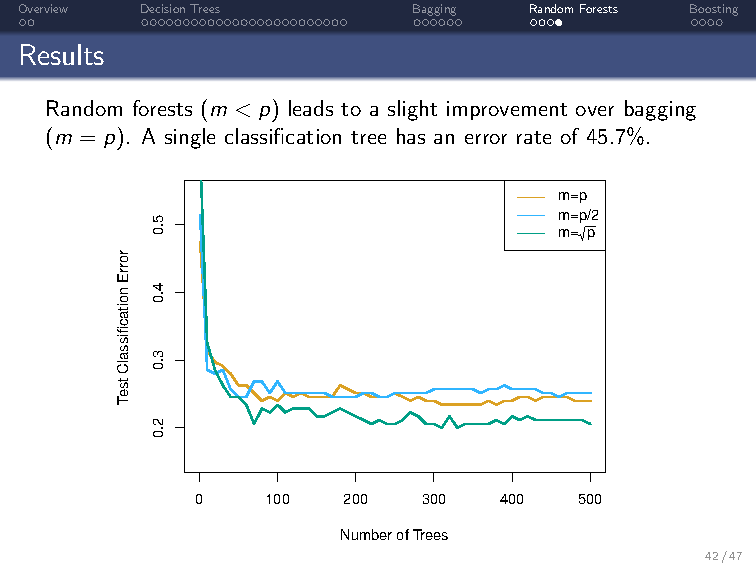 Overview
Decision Trees
Bagging
Random Forests
Boosting
Results
Random forests (m < p) leads to a slight improvement over bagging
(m = p). A single classification tree has an error rate of 45.7%.
m=p
m=p/2
m=√p
Test Classification Error
0.5
0.4
0.3
0.2
0 100 200 300 400 500
Number of Trees
42 / 47